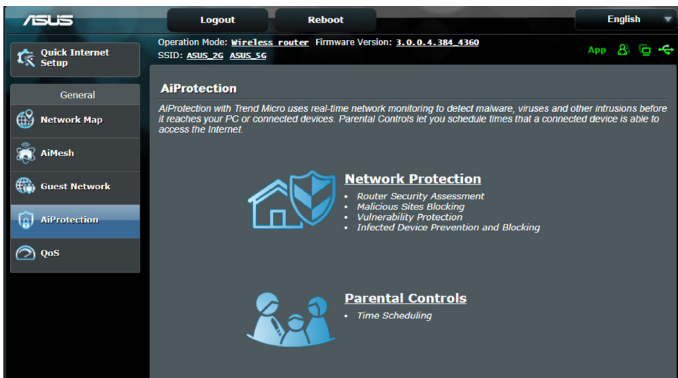 ASUS
Logout
Reboot
English
Quick Internet
Setup
Operation Mode: Wireless router Firmware Version: 3.0.0.4.384_4360
SSID: ASUS_2G ASUS_5G
App
General
Network Map
AiMesh
Guest Network
AiProtection
QoS
AiProtection
AiProtection with Trend Micro uses real-time network monitoring to detect malware, viruses and other intrusions before
it reaches your PC or connected devices. Parental Controls let you schedule times that a connected device is able to
access the Internet.
Network Protection
• Router Security Assessment
• Malicious Sites Blocking
• Vulnerability Protection
• Infected Device Prevention and Blocking
Parental Controls
• Time Scheduling